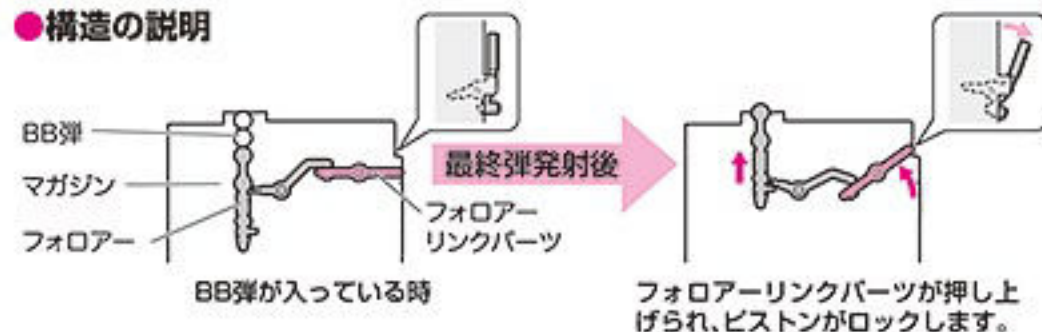 ●構造の説明
BB弾
マガジン
フォロアー
フォロアー
リンクパーツ
BB弾が入っている時
最終弾発射後
フォロアーリンクパーツが押し上
げられ、ピストンがロックします。